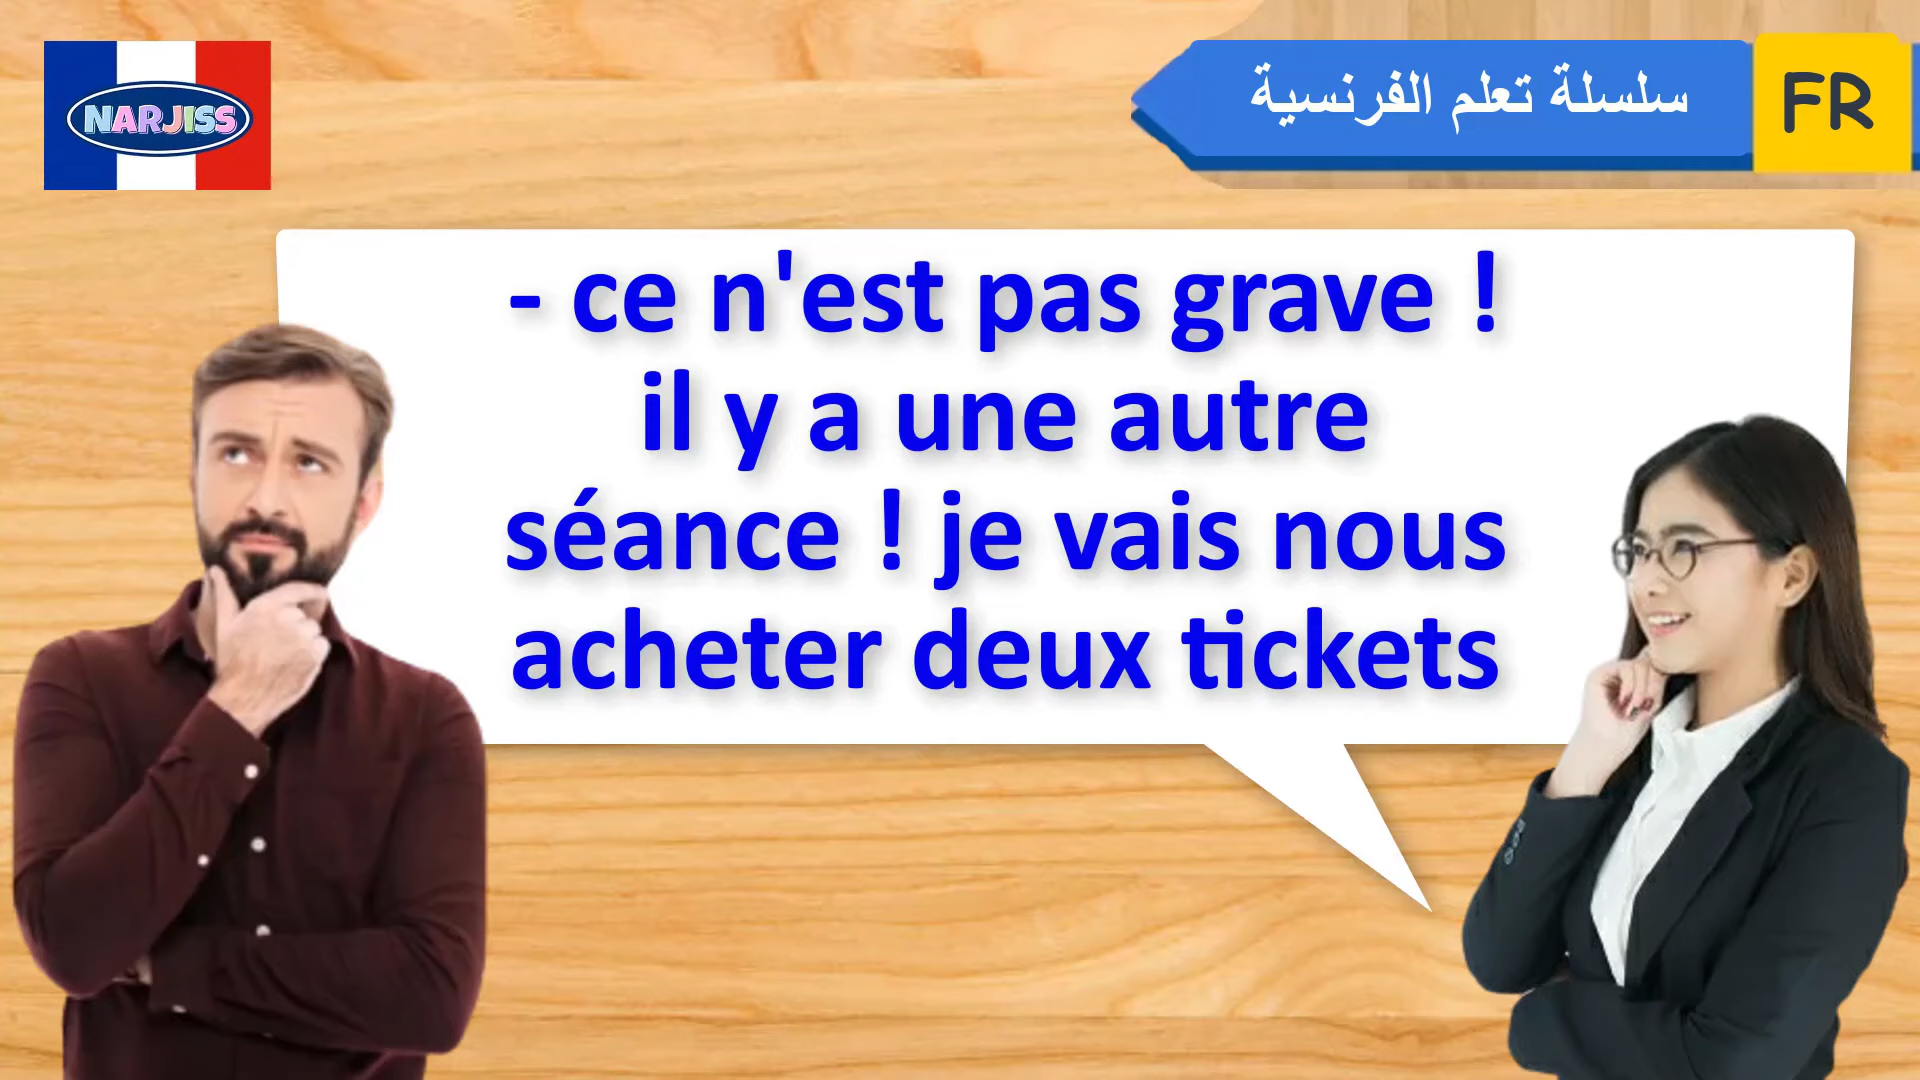 NARJISS
سلسلة تعلم الفرنسية
FR
- ce n'est pas grave !
il y a une autre
séance ! je vais nous
acheter deux tickets